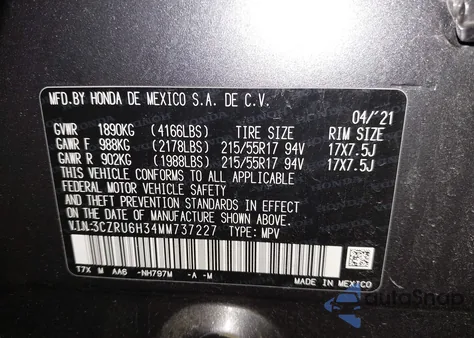 MFD.BY HONDA DE MEXICO S.A. DE C.V.
04/'21
GVWR 1890KG (4166LBS) TIRE SIZE RIM SIZE
GAWR F 988KG (2178LBS) 215/55R17 94V 17X7.5J
GAWR R 902KG (1988LBS) 215/55R17 94V 17X7.5J
THIS VEHICLE CONFORMS TO ALL APPLICABLE
FEDERAL MOTOR VEHICLE SAFETY
AND THEFT PREVENTION STANDARDS IN EFFECT
ON THE DATE OF MANUFACTURE SHOWN ABOVE.
V.I.N:3CZRU6H34MM737227 TYPE: MPV
T7X M AA6 -NH797M -A -M
MADE IN MEXICO
AutoSnap